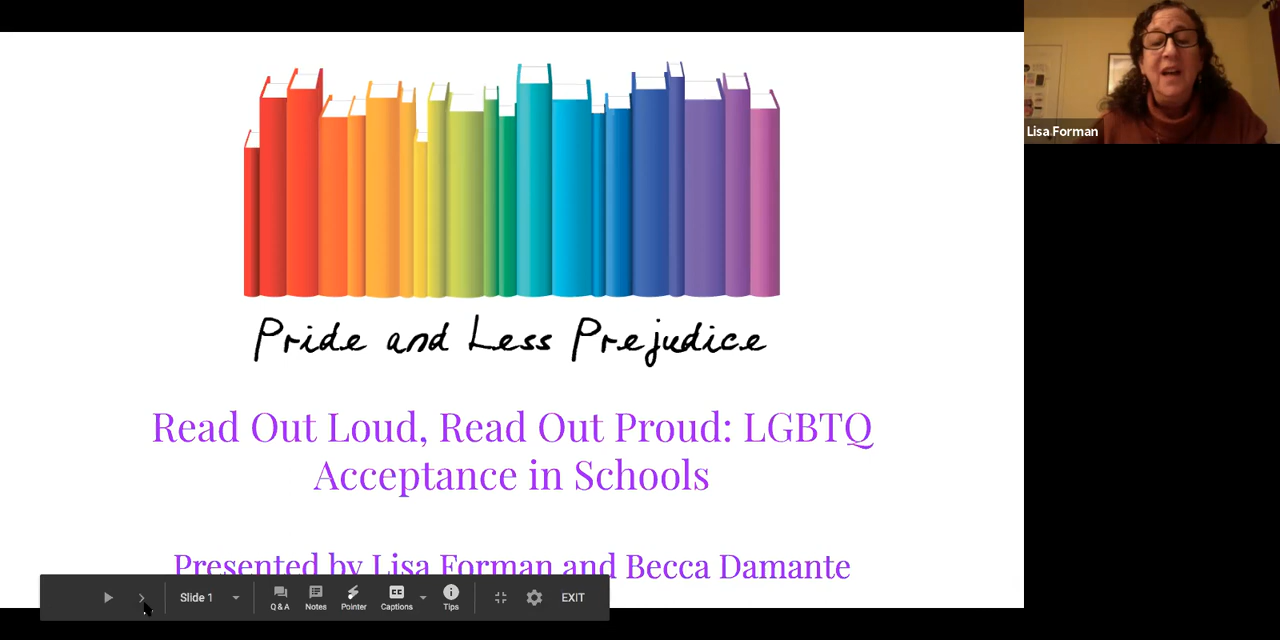 Lisa Forman
Pride and Less Prejudice
Read Out Loud, Read Out Proud: LGBTQ
Acceptance in Schools
Presented by Lisa Forman and Becca Damante
Slide 1
Q & A
Notes
Pointer
Captions
Tips
EXIT